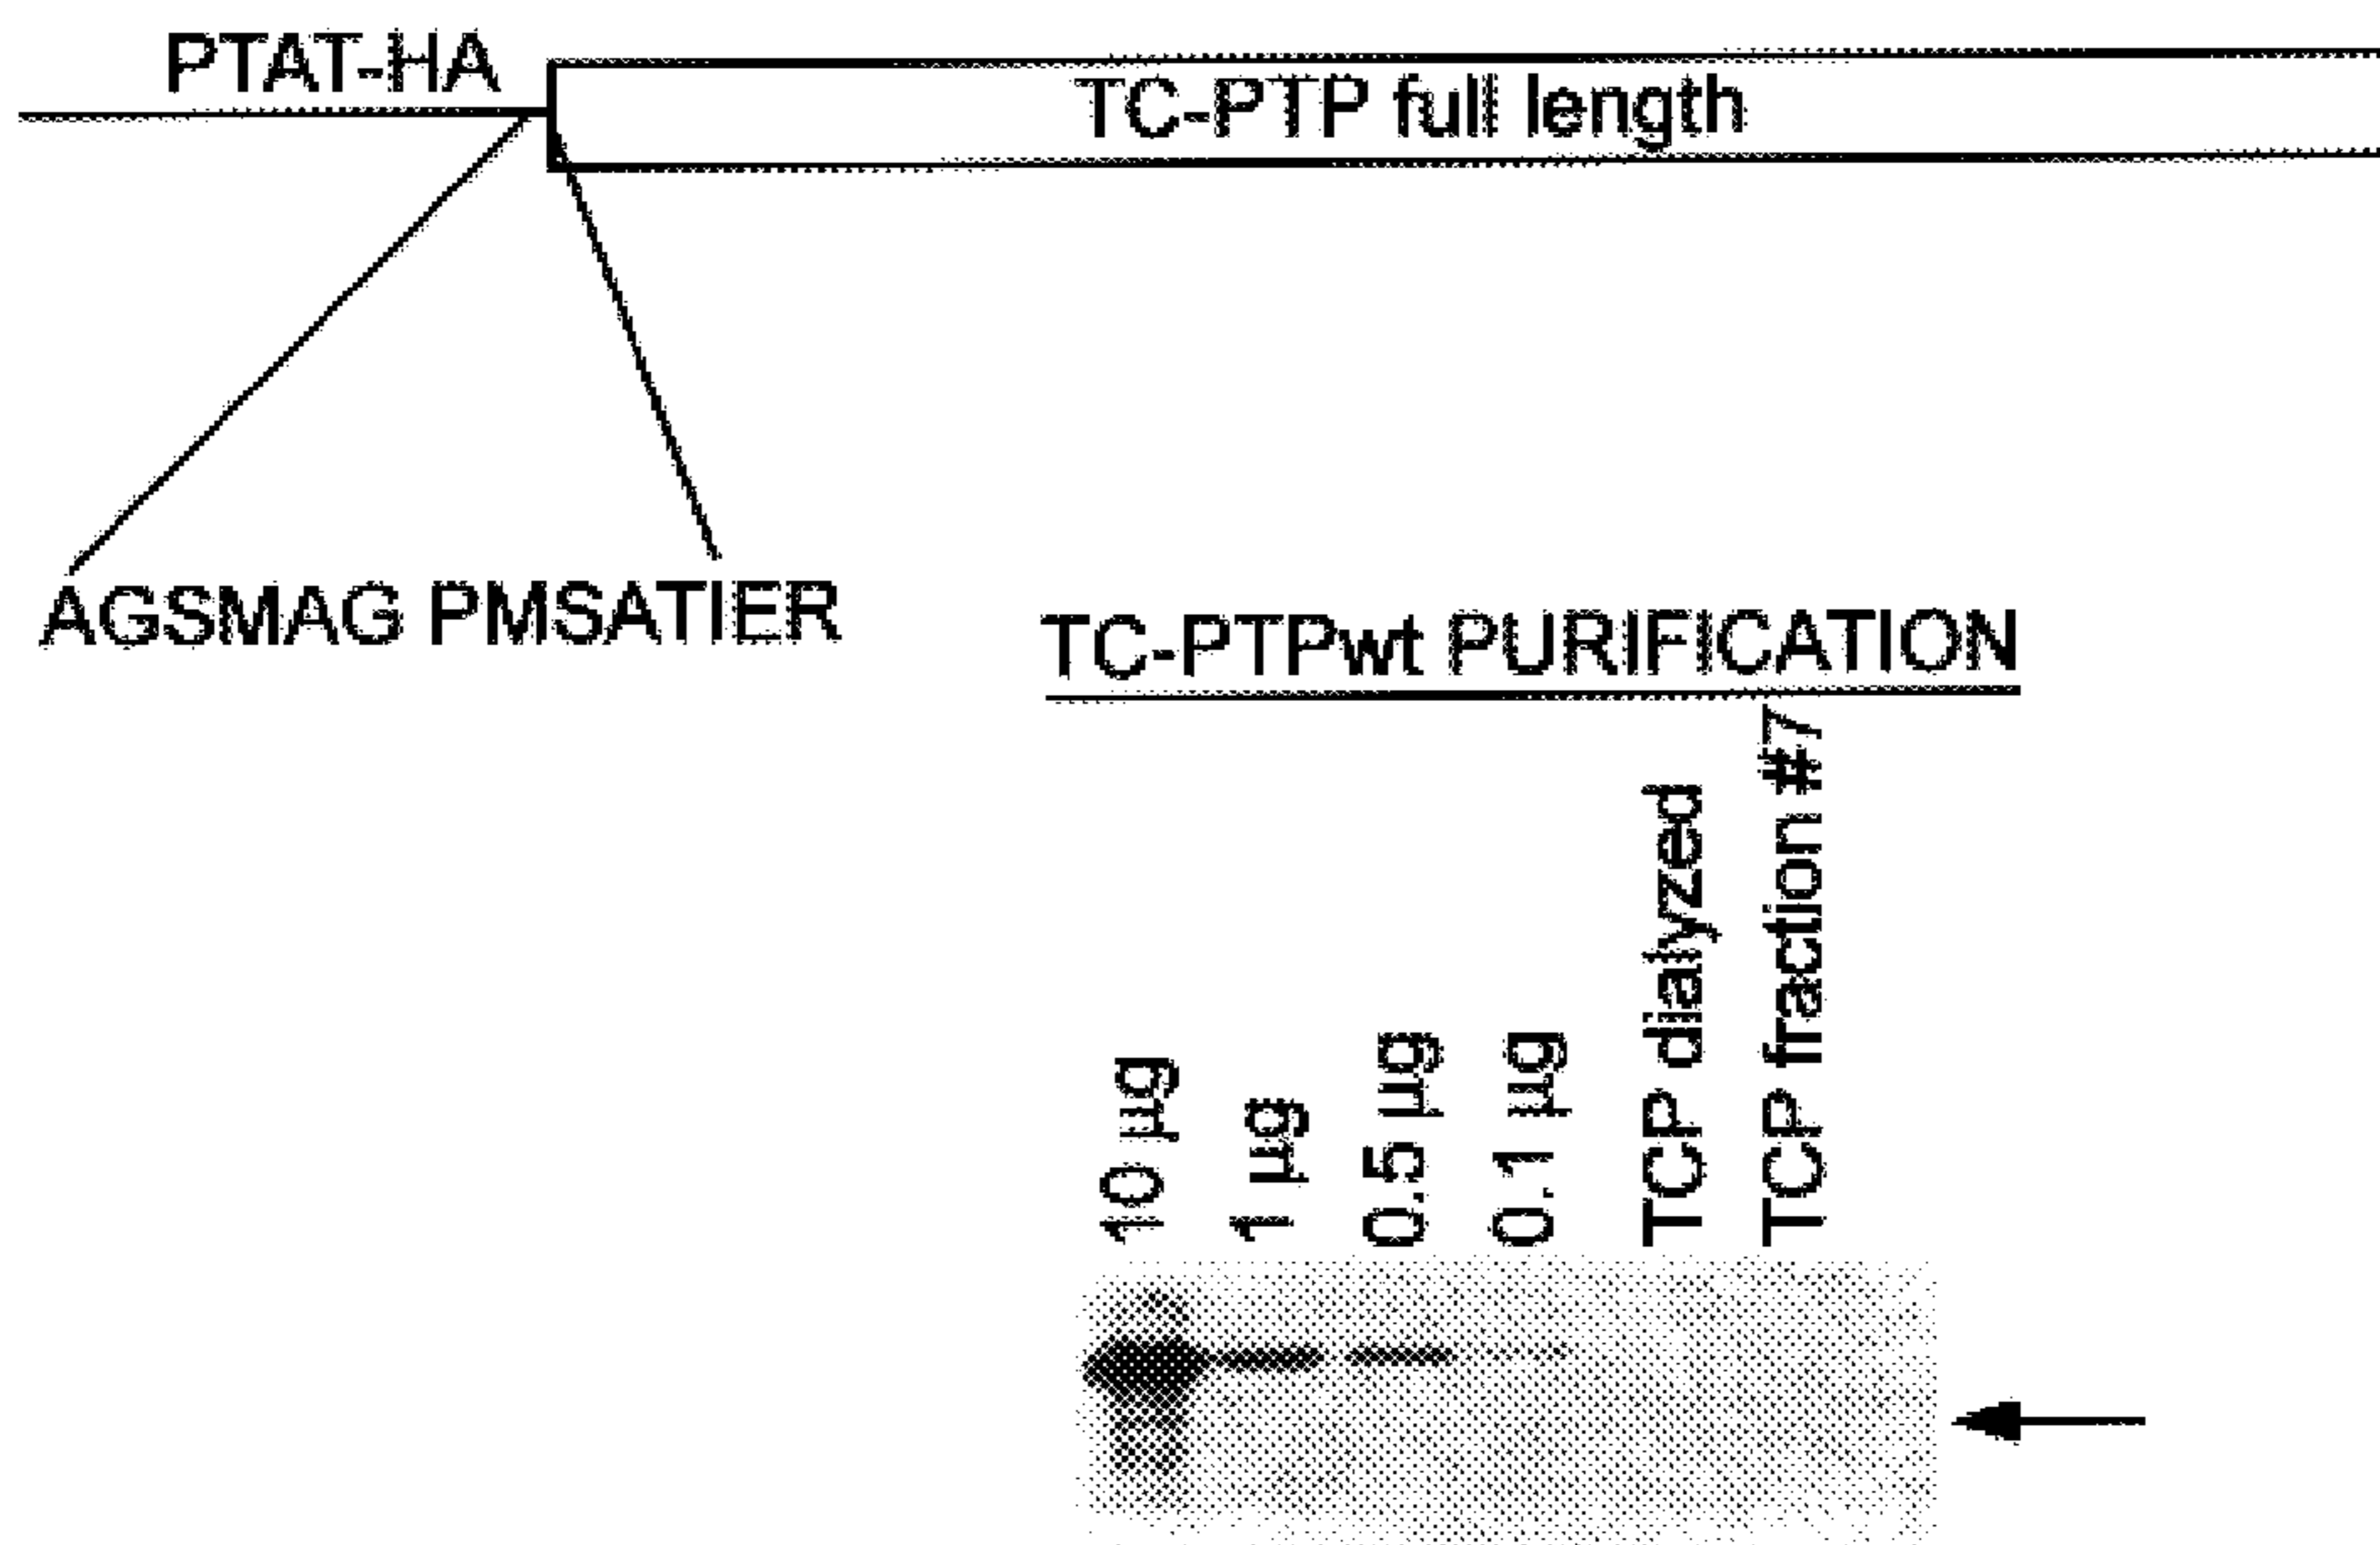 PTAT-HA
TC-PTP full length
AGSMAG PMSATIER
TC-PTPwt PURIFICATION
10 µg
1 µg
0.5 µg
0.1 µg
TCP dialyzed
TCP fraction #7